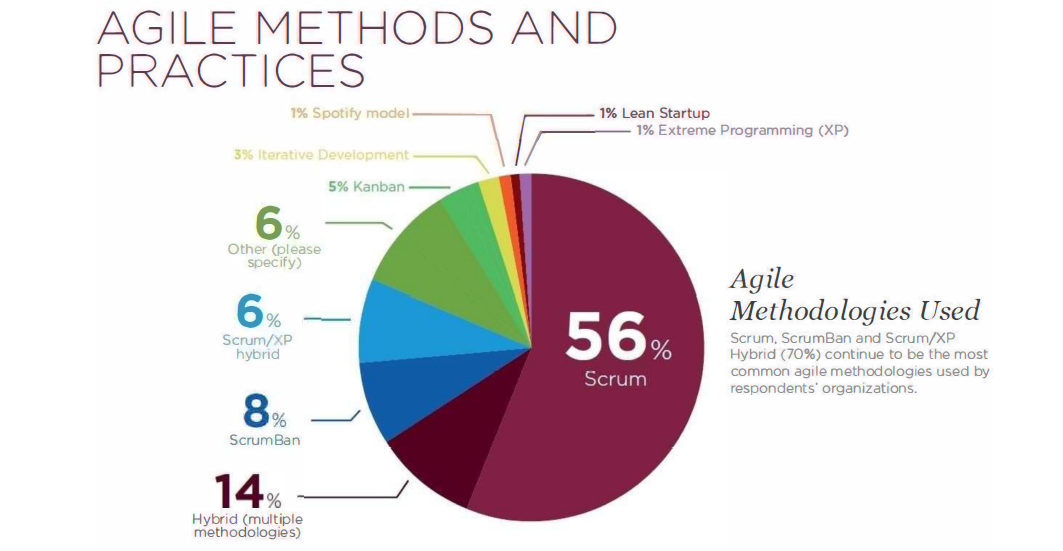 AGILE METHODS AND
PRACTICES
1% Spotify model
1% Lean Startup
1% Extreme Programming (XP)
3% Iterative Development
5% Kanban
6%
Other (please
specify)
6%
Scrum/XP
hybrid
8%
ScrumBan
14%
Hybrid (multiple
methodologies)
56%
Scrum
Agile
Methodologies Used
Scrum, ScrumBan and Scrum/XP
Hybrid (70%) continue to be the most
common agile methodologies used by
respondents' organizations.